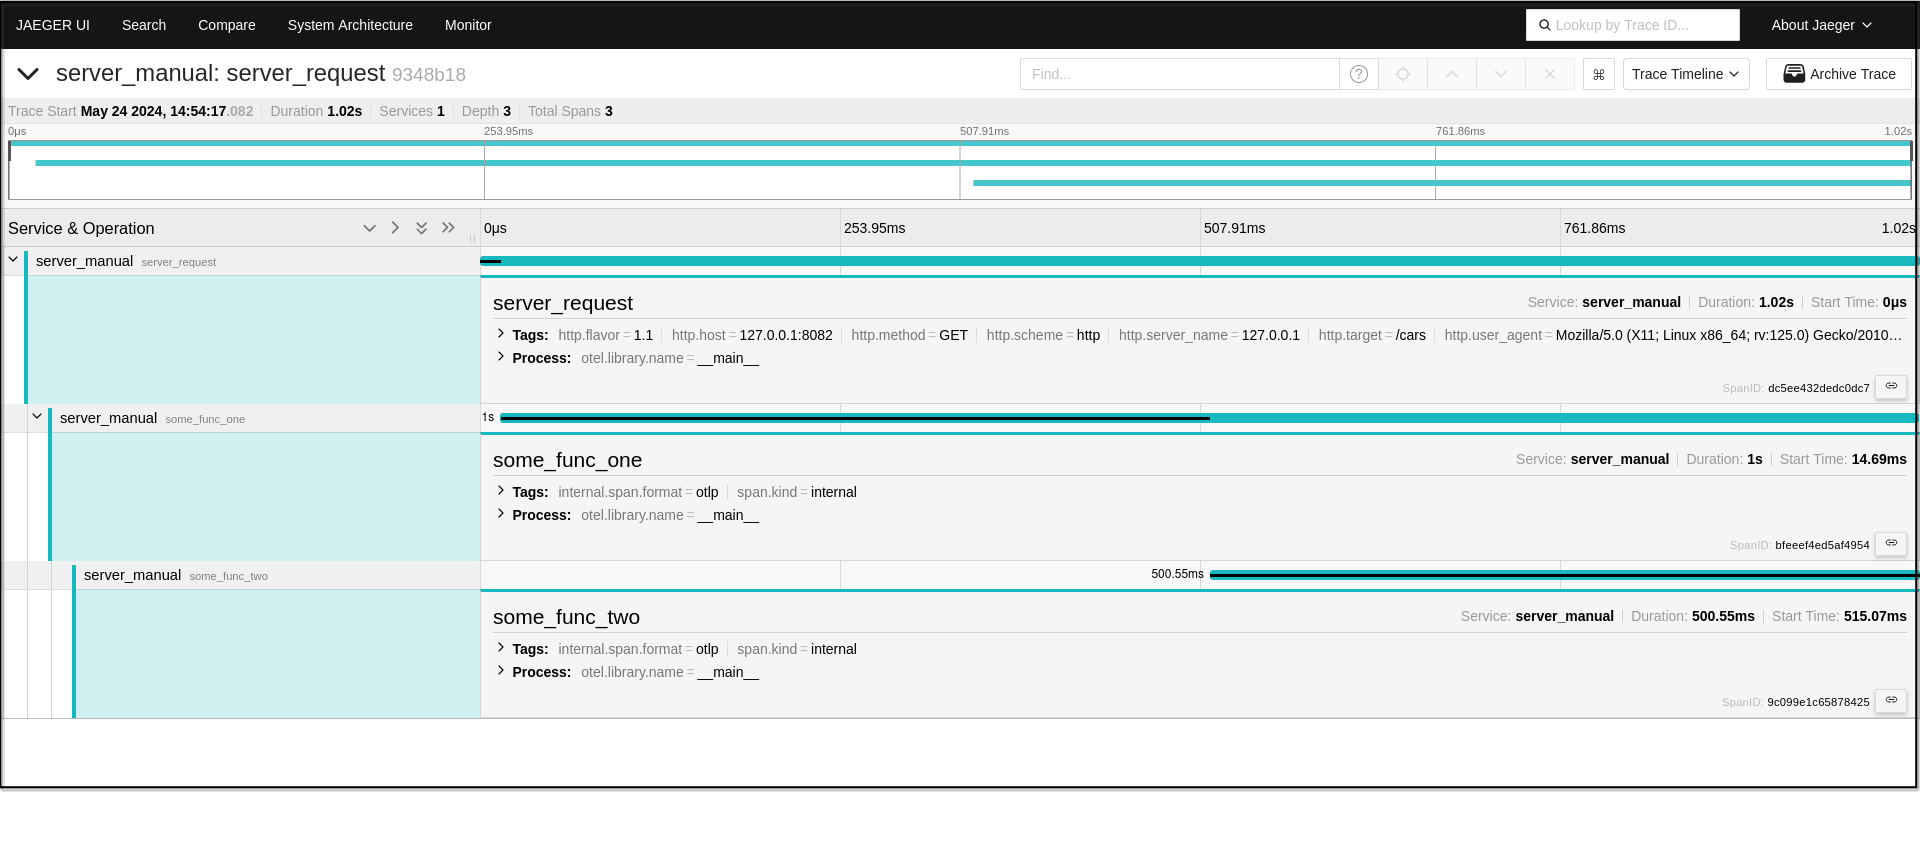 JAEGER UI Search Compare System Architecture Monitor Lookup by Trace ID... About Jaeger
server_manual: server_request 9348b18 Find... ? ⌘ Trace Timeline Archive Trace
Trace Start May 24 2024, 14:54:17.082 Duration 1.02s Services 1 Depth 3 Total Spans 3
0μs 253.95ms 507.91ms 761.86ms 1.02s
Service & Operation 0μs 253.95ms 507.91ms 761.86ms 1.02s
server_manual server_request
server_request Service: server_manual Duration: 1.02s Start Time: 0μs
Tags: http.flavor = 1.1 http.host = 127.0.0.1:8082 http.method = GET http.scheme = http http.server_name = 127.0.0.1 http.target = /cars http.user_agent = Mozilla/5.0 (X11; Linux x86_64; rv:125.0) Gecko/2010...
Process: otel.library.name = __main__
SpanID: dc5ee432dedc0dc7
server_manual some_func_one 1s
some_func_one Service: server_manual Duration: 1s Start Time: 14.69ms
Tags: internal.span.format = otlp span.kind = internal
Process: otel.library.name = __main__
SpanID: bfeeef4ed5af4954
server_manual some_func_two 500.55ms
some_func_two Service: server_manual Duration: 500.55ms Start Time: 515.07ms
Tags: internal.span.format = otlp span.kind = internal
Process: otel.library.name = __main__
SpanID: 9c099e1c65878425